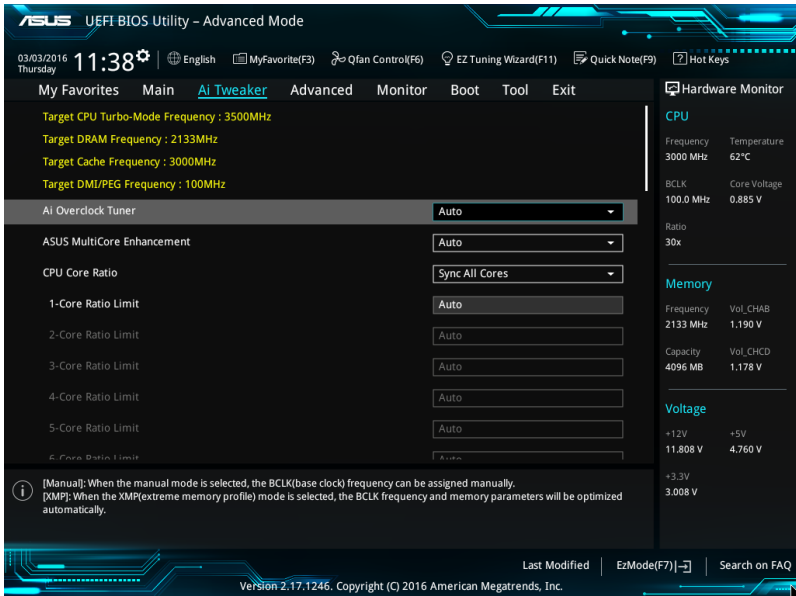 ASUS UEFI BIOS Utility – Advanced Mode
03/03/2016 Thursday 11:38 English MyFavorite(F3) Qfan Control(F6) EZ Tuning Wizard(F11) Quick Note(F9) ? Hot Keys
My Favorites Main Ai Tweaker Advanced Monitor Boot Tool Exit
Target CPU Turbo-Mode Frequency : 3500MHz
Target DRAM Frequency : 2133MHz
Target Cache Frequency : 3000MHz
Target DMI/PEG Frequency : 100MHz
Ai Overclock Tuner Auto
ASUS MultiCore Enhancement Auto
CPU Core Ratio Sync All Cores
1-Core Ratio Limit Auto
2-Core Ratio Limit Auto
3-Core Ratio Limit Auto
4-Core Ratio Limit Auto
5-Core Ratio Limit Auto
6-Core Ratio Limit Auto
[Manual]: When the manual mode is selected, the BCLK(base clock) frequency can be assigned manually.
[XMP]: When the XMP(extreme memory profile) mode is selected, the BCLK frequency and memory parameters will be optimized
automatically.
Hardware Monitor
CPU
Frequency Temperature
3000 MHz 62°C
BCLK Core Voltage
100.0 MHz 0.885 V
Ratio
30x
Memory
Frequency Vol_CHAB
2133 MHz 1.190 V
Capacity Vol_CHCD
4096 MB 1.178 V
Voltage
+12V +5V
11.808 V 4.760 V
+3.3V
3.008 V
Last Modified EzMode(F7) Search on FAQ
Version 2.17.1246. Copyright (C) 2016 American Megatrends, Inc.